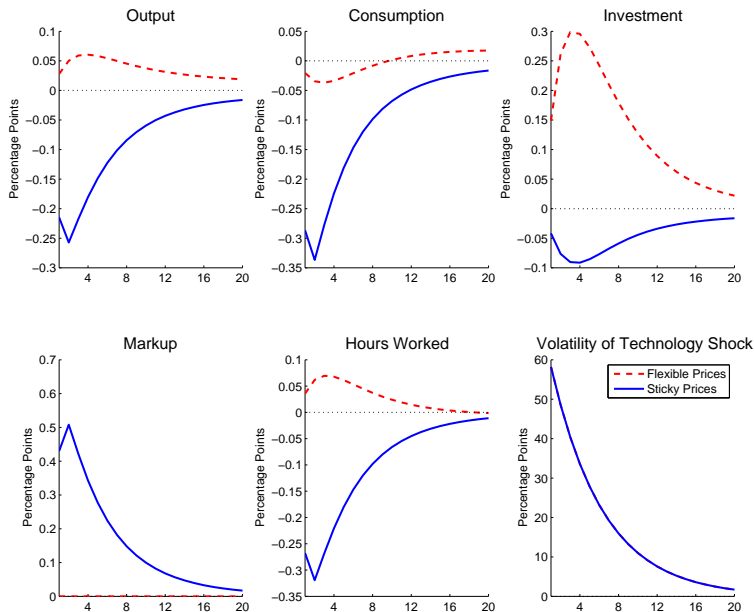 Output
Percentage Points
0.1
0.05
0
−0.05
−0.1
−0.15
−0.2
−0.25
−0.3
4 8 12 16 20
Consumption
Percentage Points
0.05
0
−0.05
−0.1
−0.15
−0.2
−0.25
−0.3
−0.35
4 8 12 16 20
Investment
Percentage Points
0.3
0.25
0.2
0.15
0.1
0.05
0
−0.05
−0.1
4 8 12 16 20
Markup
Percentage Points
0.7
0.6
0.5
0.4
0.3
0.2
0.1
0
4 8 12 16 20
Hours Worked
Percentage Points
0.1
0.05
0
−0.05
−0.1
−0.15
−0.2
−0.25
−0.3
−0.35
4 8 12 16 20
Volatility of Technology Shock
Percentage Points
60
50
40
30
20
10
0
4 8 12 16 20
Flexible Prices
Sticky Prices